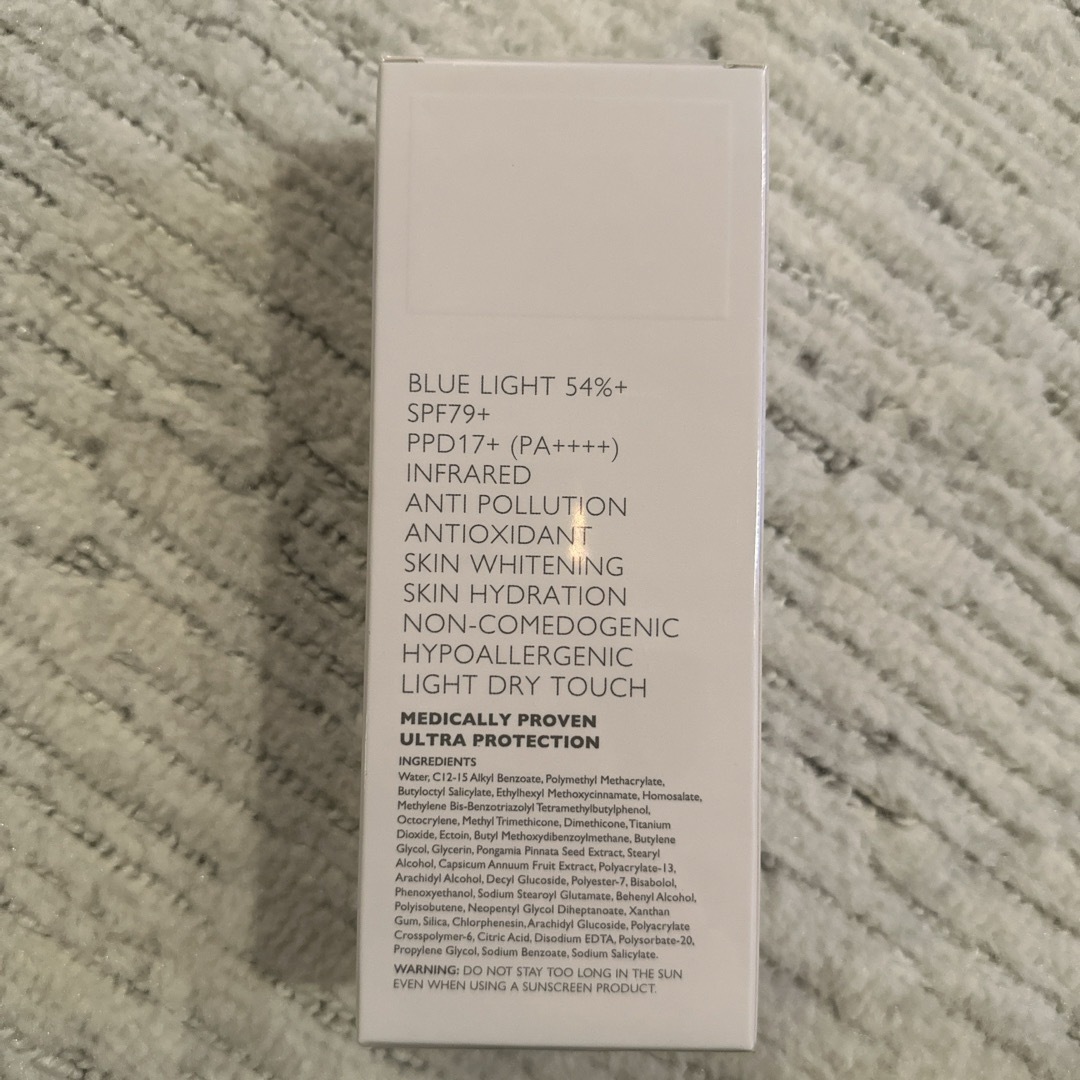 BLUE LIGHT 54%+
SPF79+
PPD17+ (PA++++)
INFRARED
ANTI POLLUTION
ANTIOXIDANT
SKIN WHITENING
SKIN HYDRATION
NON-COMEDOGENIC
HYPOALLERGENIC
LIGHT DRY TOUCH
MEDICALLY PROVEN
ULTRA PROTECTION
INGREDIENTS
Water, C12-15 Alkyl Benzoate, Polymethyl Methacrylate,
Butyloctyl Salicylate, Ethylhexyl Methoxycinnamate, Homosalate,
Methylene Bis-Benzotriazolyl Tetramethylbutylphenol,
Octocrylene, Methyl Trimethicone, Dimethicone, Titanium
Dioxide, Ectoin, Butyl Methoxydibenzoylmethane, Butylene
Glycol, Glycerin, Pongamia Pinnata Seed Extract, Stearyl
Alcohol, Capsicum Annuum Fruit Extract, Polyacrylate-13,
Arachidyl Alcohol, Decyl Glucoside, Polyester-7, Bisabolol,
Phenoxyethanol, Sodium Stearoyl Glutamate, Behenyl Alcohol,
Polyisobutene, Neopentyl Glycol Diheptanoate, Xanthan
Gum, Silica, Chlorphenesin, Arachidyl Glucoside, Polyacrylate
Crosspolymer-6, Citric Acid, Disodium EDTA, Polysorbate-20,
Propylene Glycol, Sodium Benzoate, Sodium Salicylate.
WARNING: DO NOT STAY TOO LONG IN THE SUN
EVEN WHEN USING A SUNSCREEN PRODUCT.